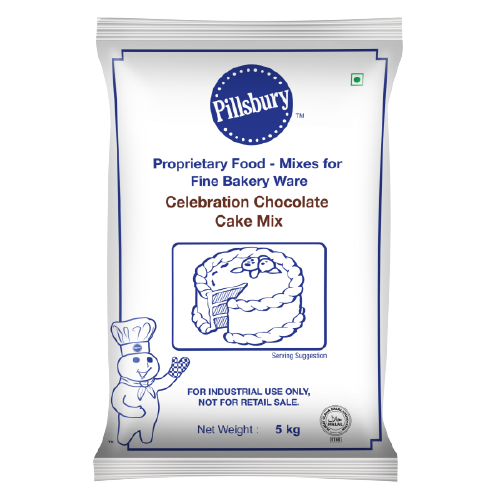 Pillsbury
TM
Proprietary Food - Mixes for
Fine Bakery Ware
Celebration Chocolate
Cake Mix
Serving Suggestion
FOR INDUSTRIAL USE ONLY,
NOT FOR RETAIL SALE.
Net Weight : 5 kg
HALAL